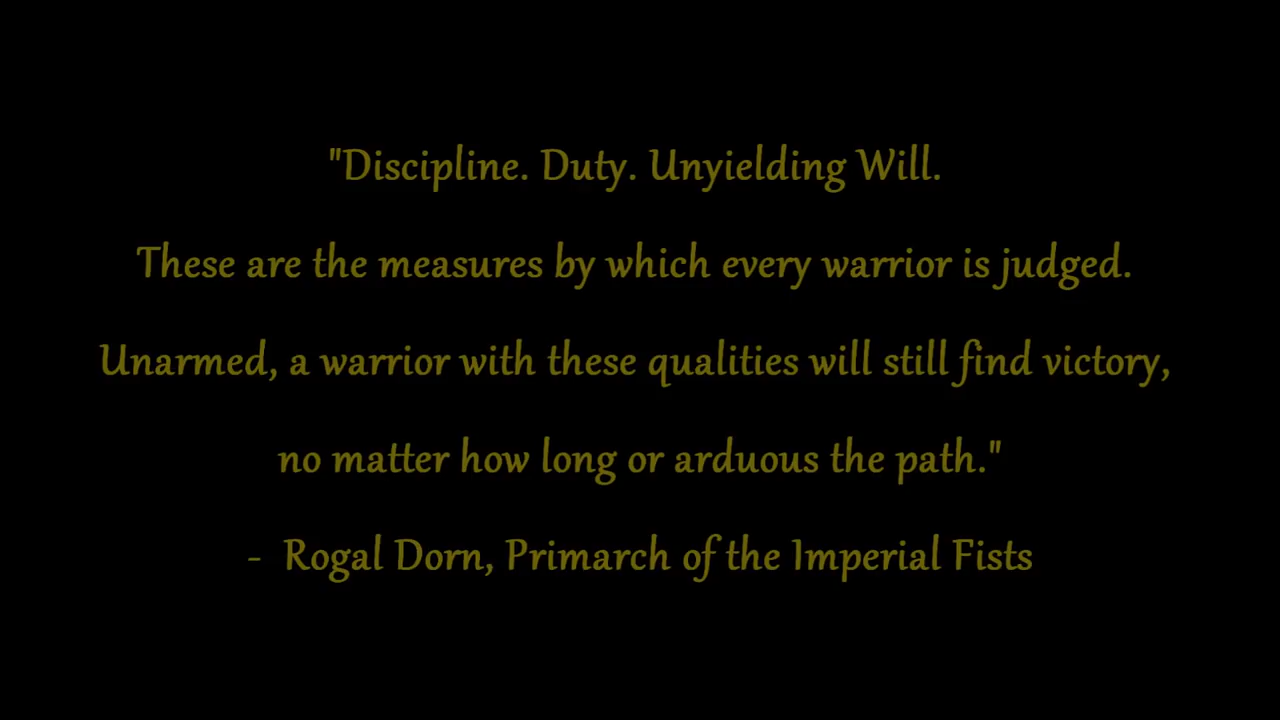 "Discipline. Duty. Unyielding Will.
These are the measures by which every warrior is judged.
Unarmed, a warrior with these qualities will still find victory,
no matter how long or arduous the path."
- Rogal Dorn, Primarch of the Imperial Fists